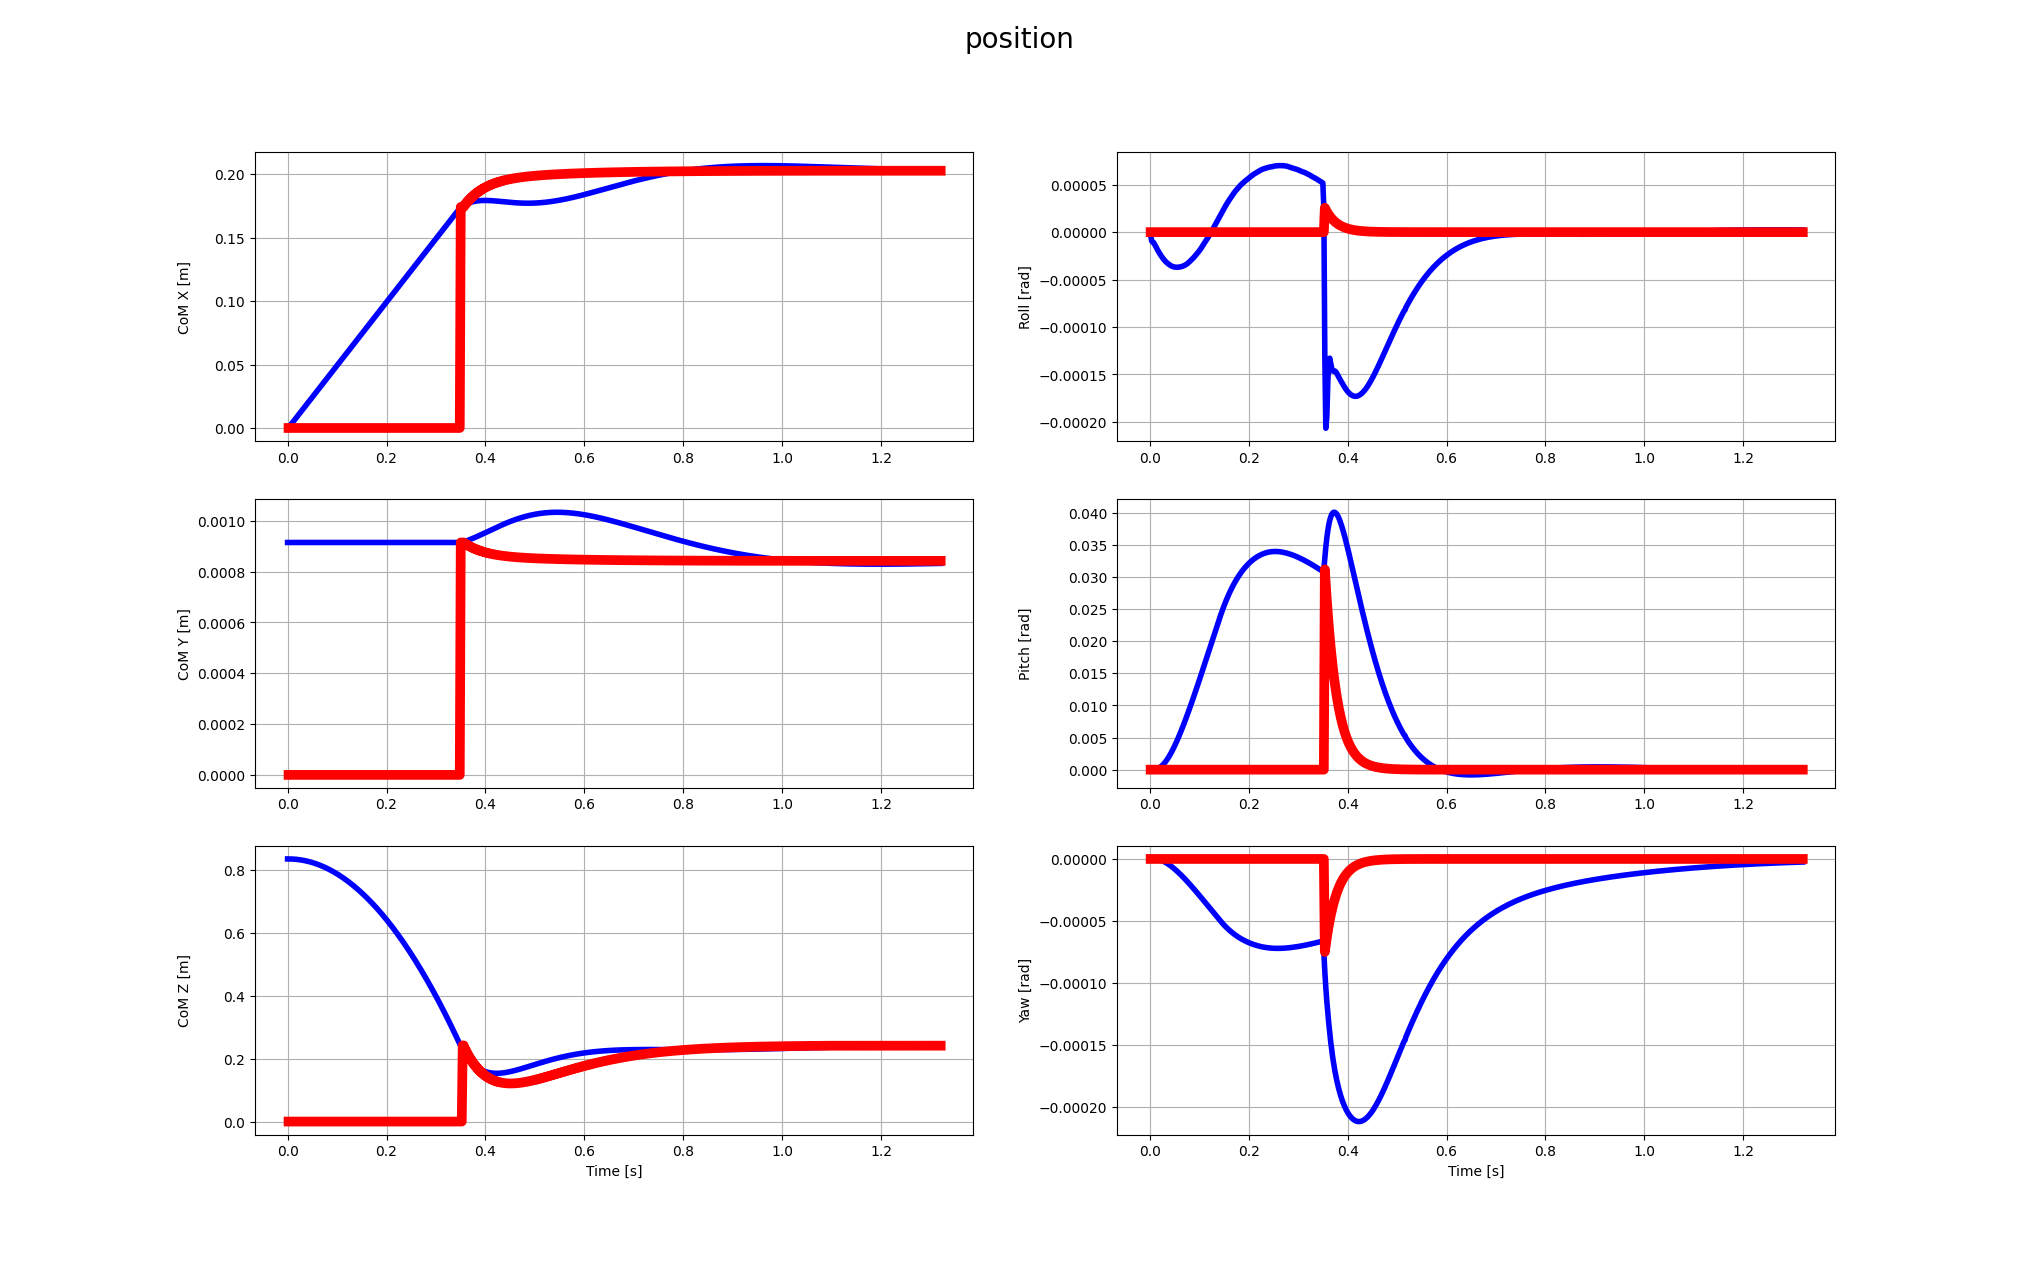 position
CoM X [m]
0.20
0.15
0.10
0.05
0.00
0.0 0.2 0.4 0.6 0.8 1.0 1.2
Roll [rad]
0.00005
0.00000
−0.00005
−0.00010
−0.00015
−0.00020
0.0 0.2 0.4 0.6 0.8 1.0 1.2
CoM Y [m]
0.0010
0.0008
0.0006
0.0004
0.0002
0.0000
0.0 0.2 0.4 0.6 0.8 1.0 1.2
Pitch [rad]
0.040
0.035
0.030
0.025
0.020
0.015
0.010
0.005
0.000
0.0 0.2 0.4 0.6 0.8 1.0 1.2
CoM Z [m]
0.8
0.6
0.4
0.2
0.0
0.0 0.2 0.4 0.6 0.8 1.0 1.2
Time [s]
Yaw [rad]
0.00000
−0.00005
−0.00010
−0.00015
−0.00020
0.0 0.2 0.4 0.6 0.8 1.0 1.2
Time [s]